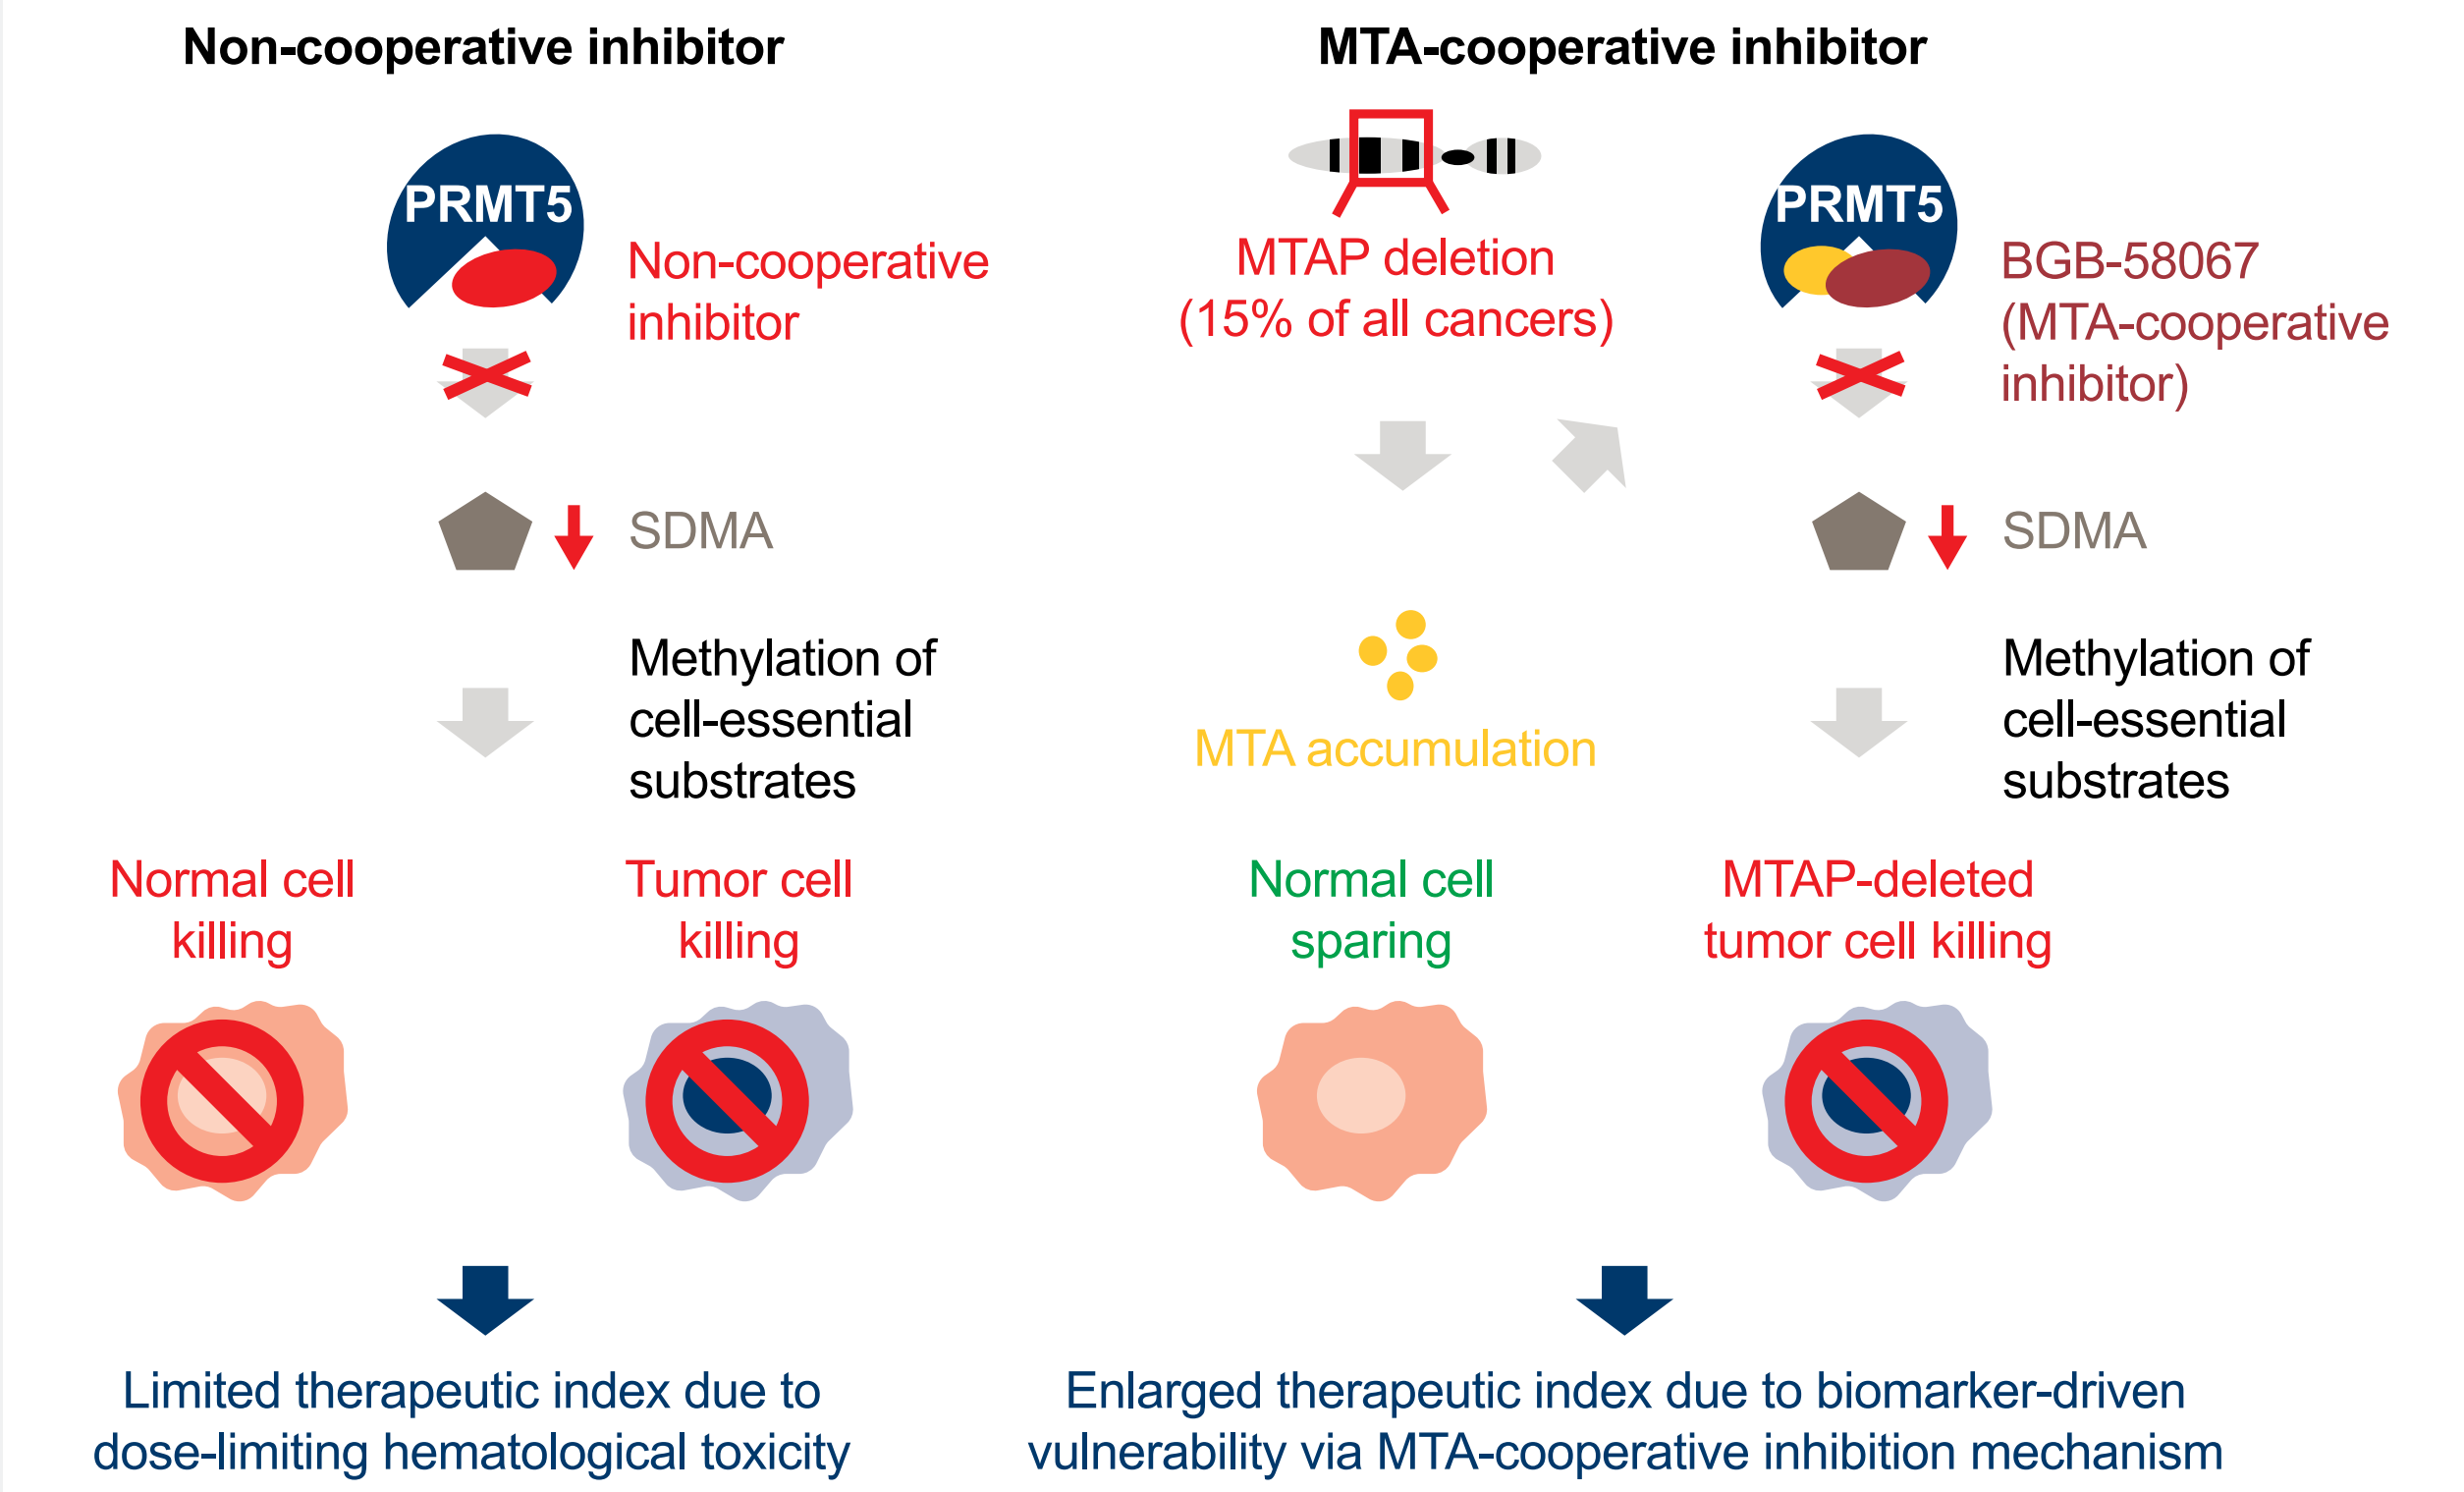 Non-cooperative inhibitor
PRMT5
Non-cooperative
inhibitor
SDMA
Methylation of
cell-essential
substrates
Normal cell
killing
Tumor cell
killing
Limited therapeutic index due to
dose-limiting hematological toxicity
MTA-cooperative inhibitor
MTAP deletion
(15% of all cancers)
MTA accumulation
PRMT5
BGB-58067
(MTA-cooperative
inhibitor)
SDMA
Methylation of
cell-essential
substrates
Normal cell
sparing
MTAP-deleted
tumor cell killing
Enlarged therapeutic index due to biomarker-driven
vulnerability via MTA-cooperative inhibition mechanism